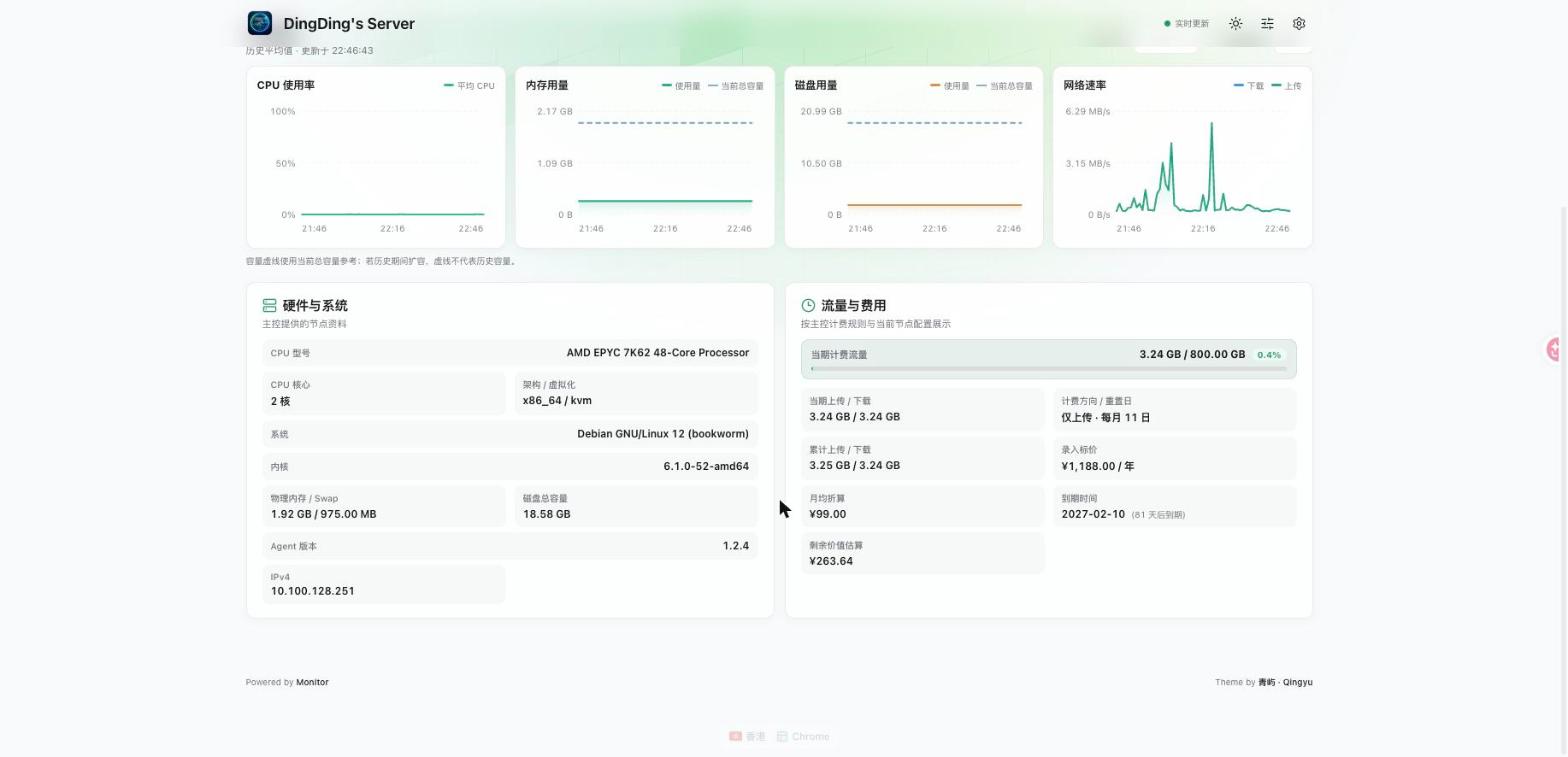 DingDing's Server
实时更新
历史平均值 · 更新于 22:46:43
CPU 使用率
平均 CPU
100%
50%
0%
21:46 22:16 22:46
内存用量
使用量 当前总容量
2.17 GB
1.09 GB
0 B
21:46 22:16 22:46
磁盘用量
使用量 当前总容量
20.99 GB
10.50 GB
0 B
21:46 22:16 22:46
网络速率
下载 上传
6.29 MB/s
3.15 MB/s
0 B/s
21:46 22:16 22:46
容量虚线使用当前总容量参考；若历史期间扩容，虚线不代表历史容量。
硬件与系统
主控提供的节点资料
CPU 型号
AMD EPYC 7K62 48-Core Processor
CPU 核心
2 核
架构 / 虚拟化
x86_64 / kvm
系统
Debian GNU/Linux 12 (bookworm)
内核
6.1.0-52-amd64
物理内存 / Swap
1.92 GB / 975.00 MB
磁盘总容量
18.58 GB
Agent 版本
1.2.4
IPv4
10.100.128.251
流量与费用
按主控计费规则与当前节点配置展示
当期计费流量
3.24 GB / 800.00 GB 0.4%
当期上传 / 下载
3.24 GB / 3.24 GB
计费方向 / 重置日
仅上传 · 每月 11 日
累计上传 / 下载
3.25 GB / 3.24 GB
录入标价
¥1,188.00 / 年
月均折算
¥99.00
到期时间
2027-02-10 (81 天后到期)
剩余价值估算
¥263.64
Powered by Monitor
Theme by 青屿 · Qingyu
香港 Chrome